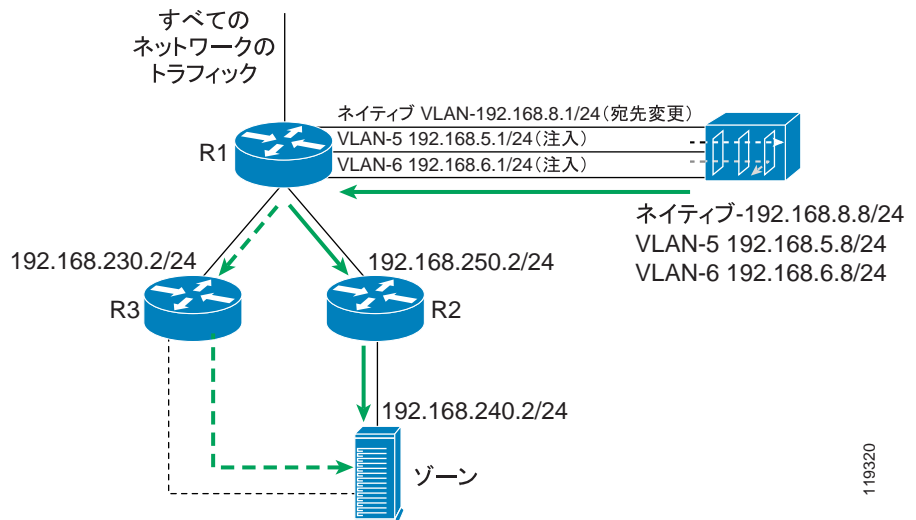 すべての
ネットワークの
トラフィック
ネイティブ VLAN-192.168.8.1/24(宛先変更)
VLAN-5 192.168.5.1/24(注入)
VLAN-6 192.168.6.1/24(注入)
R1
ネイティブ-192.168.8.8/24
VLAN-5 192.168.5.8/24
VLAN-6 192.168.6.8/24
192.168.230.2/24
192.168.250.2/24
R3
R2
192.168.240.2/24
ゾーン
119320